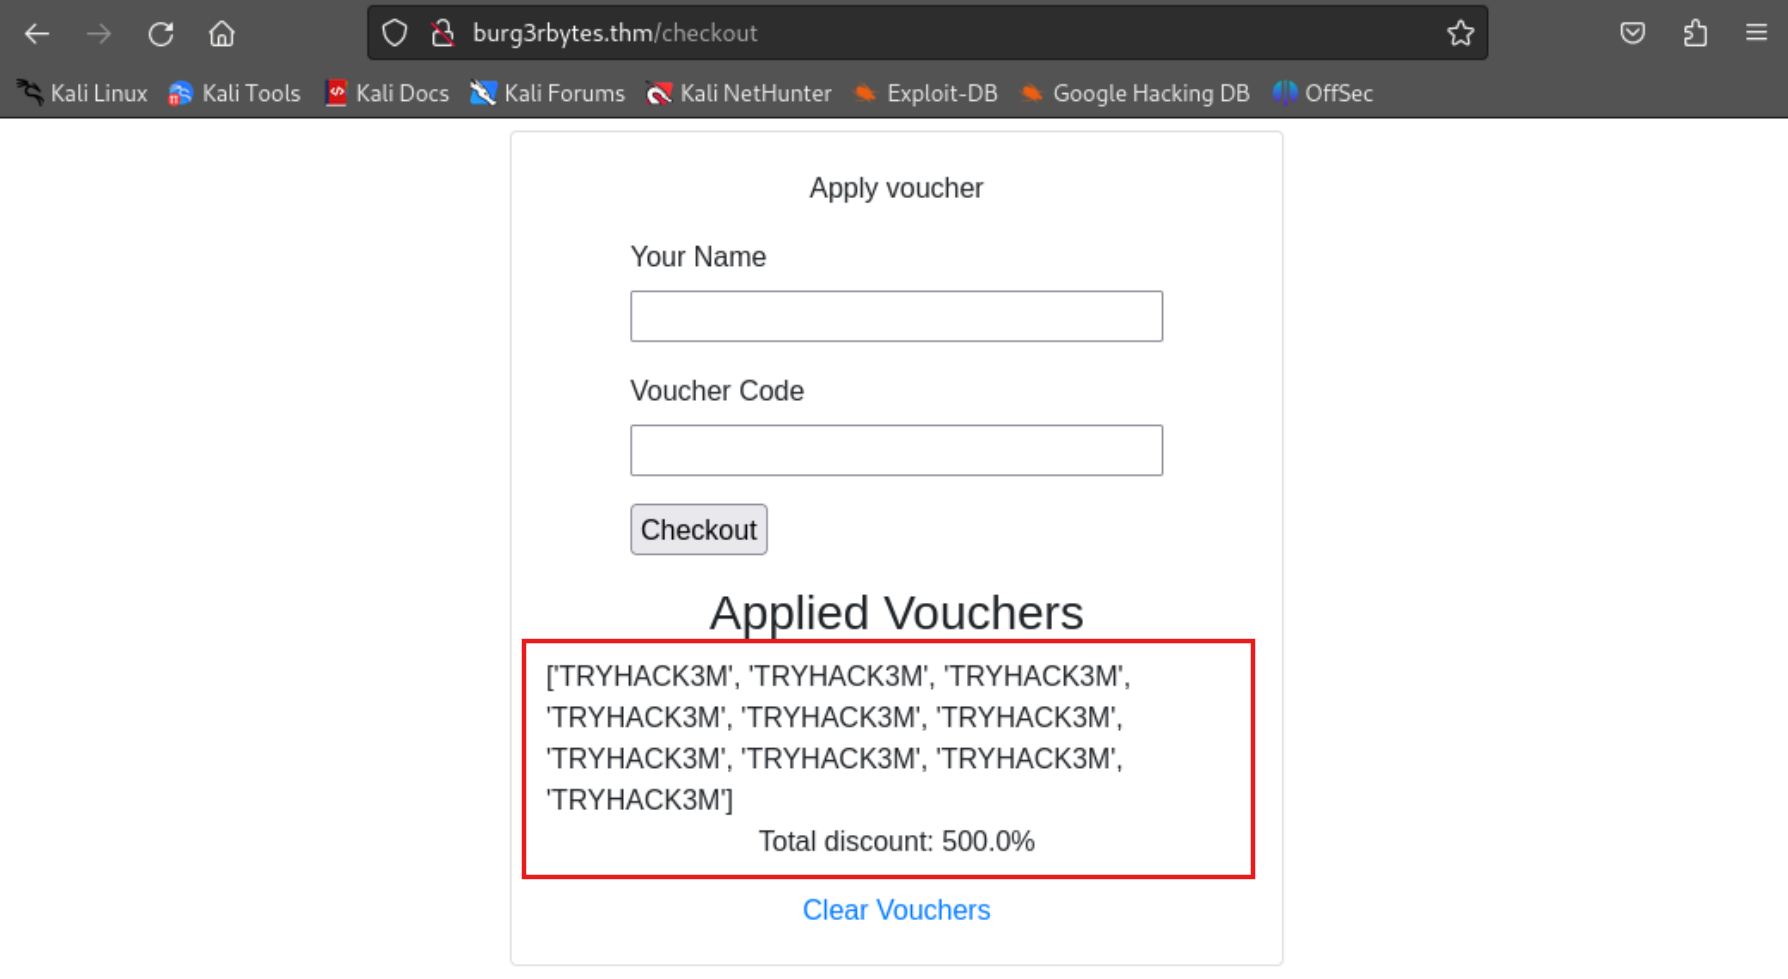 burg3rbytes.thm/checkout
Kali Linux Kali Tools Kali Docs Kali Forums Kali NetHunter Exploit-DB Google Hacking DB OffSec
Apply voucher
Your Name
Voucher Code
Checkout
Applied Vouchers
['TRYHACK3M', 'TRYHACK3M', 'TRYHACK3M',
'TRYHACK3M', 'TRYHACK3M', 'TRYHACK3M',
'TRYHACK3M', 'TRYHACK3M', 'TRYHACK3M',
'TRYHACK3M']
Total discount: 500.0%
Clear Vouchers